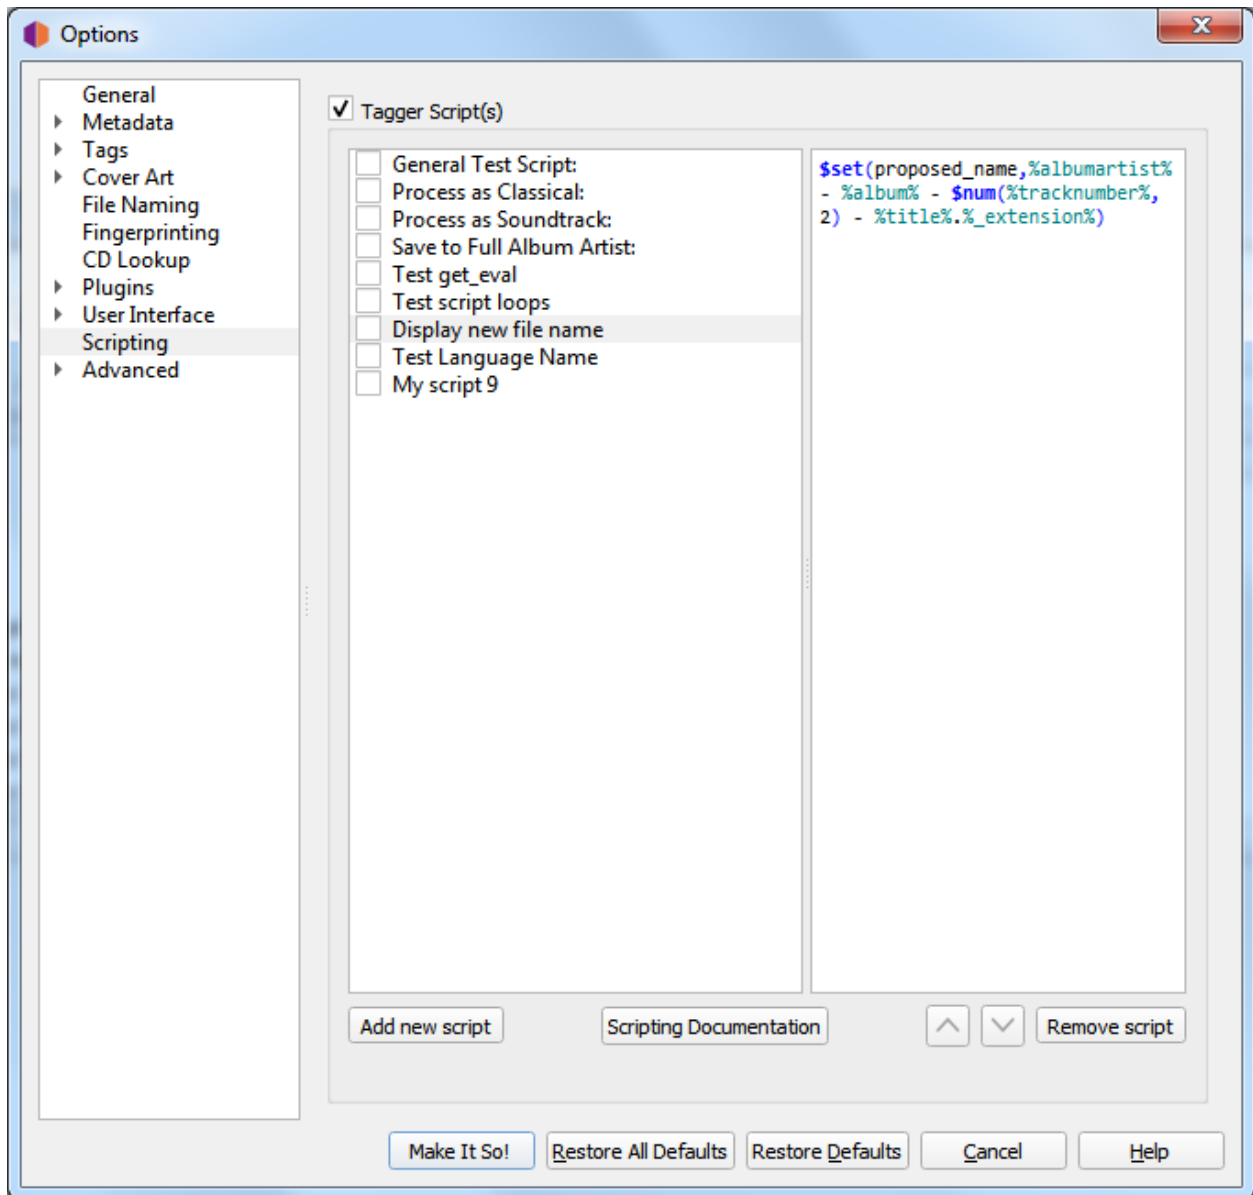 Options
General
Metadata
Tags
Cover Art
File Naming
Fingerprinting
CD Lookup
Plugins
User Interface
Scripting
Advanced
Tagger Script(s)
General Test Script:
Process as Classical:
Process as Soundtrack:
Save to Full Album Artist:
Test get_eval
Test script loops
Display new file name
Test Language Name
My script 9
$set(proposed_name,%albumartist%
- %album% - $num(%tracknumber%,
2) - %title%.%_extension%)
Add new script
Scripting Documentation
Remove script
Make It So!
Restore All Defaults
Restore Defaults
Cancel
Help